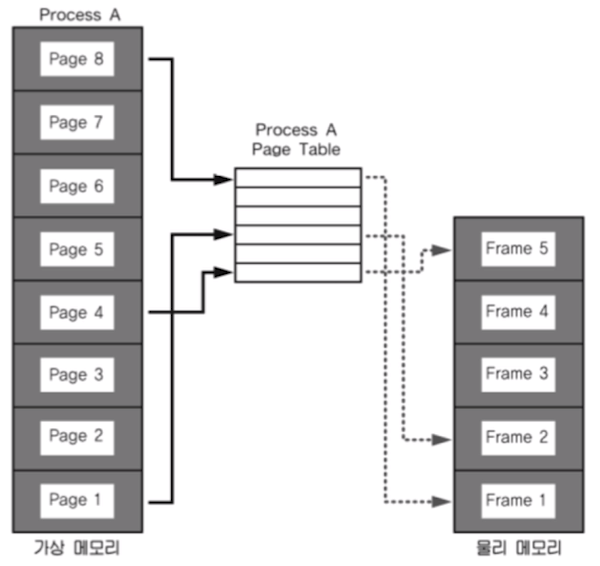 Process A
Page 8
Page 7
Page 6
Page 5
Page 4
Page 3
Page 2
Page 1
가상 메모리
Process A
Page Table
Frame 5
Frame 4
Frame 3
Frame 2
Frame 1
물리 메모리